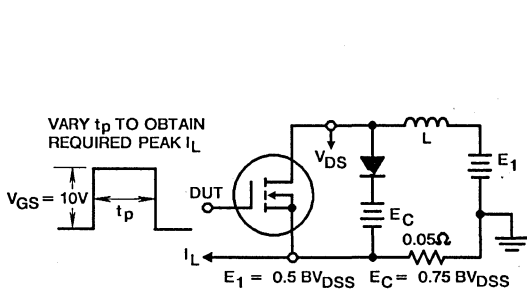 VARY tp TO OBTAIN
REQUIRED PEAK IL
VGS = 10V
tp
DUT
VDS
L
E1
EC
0.05Ω
IL
E1 = 0.5 BVDSS EC = 0.75 BVDSS